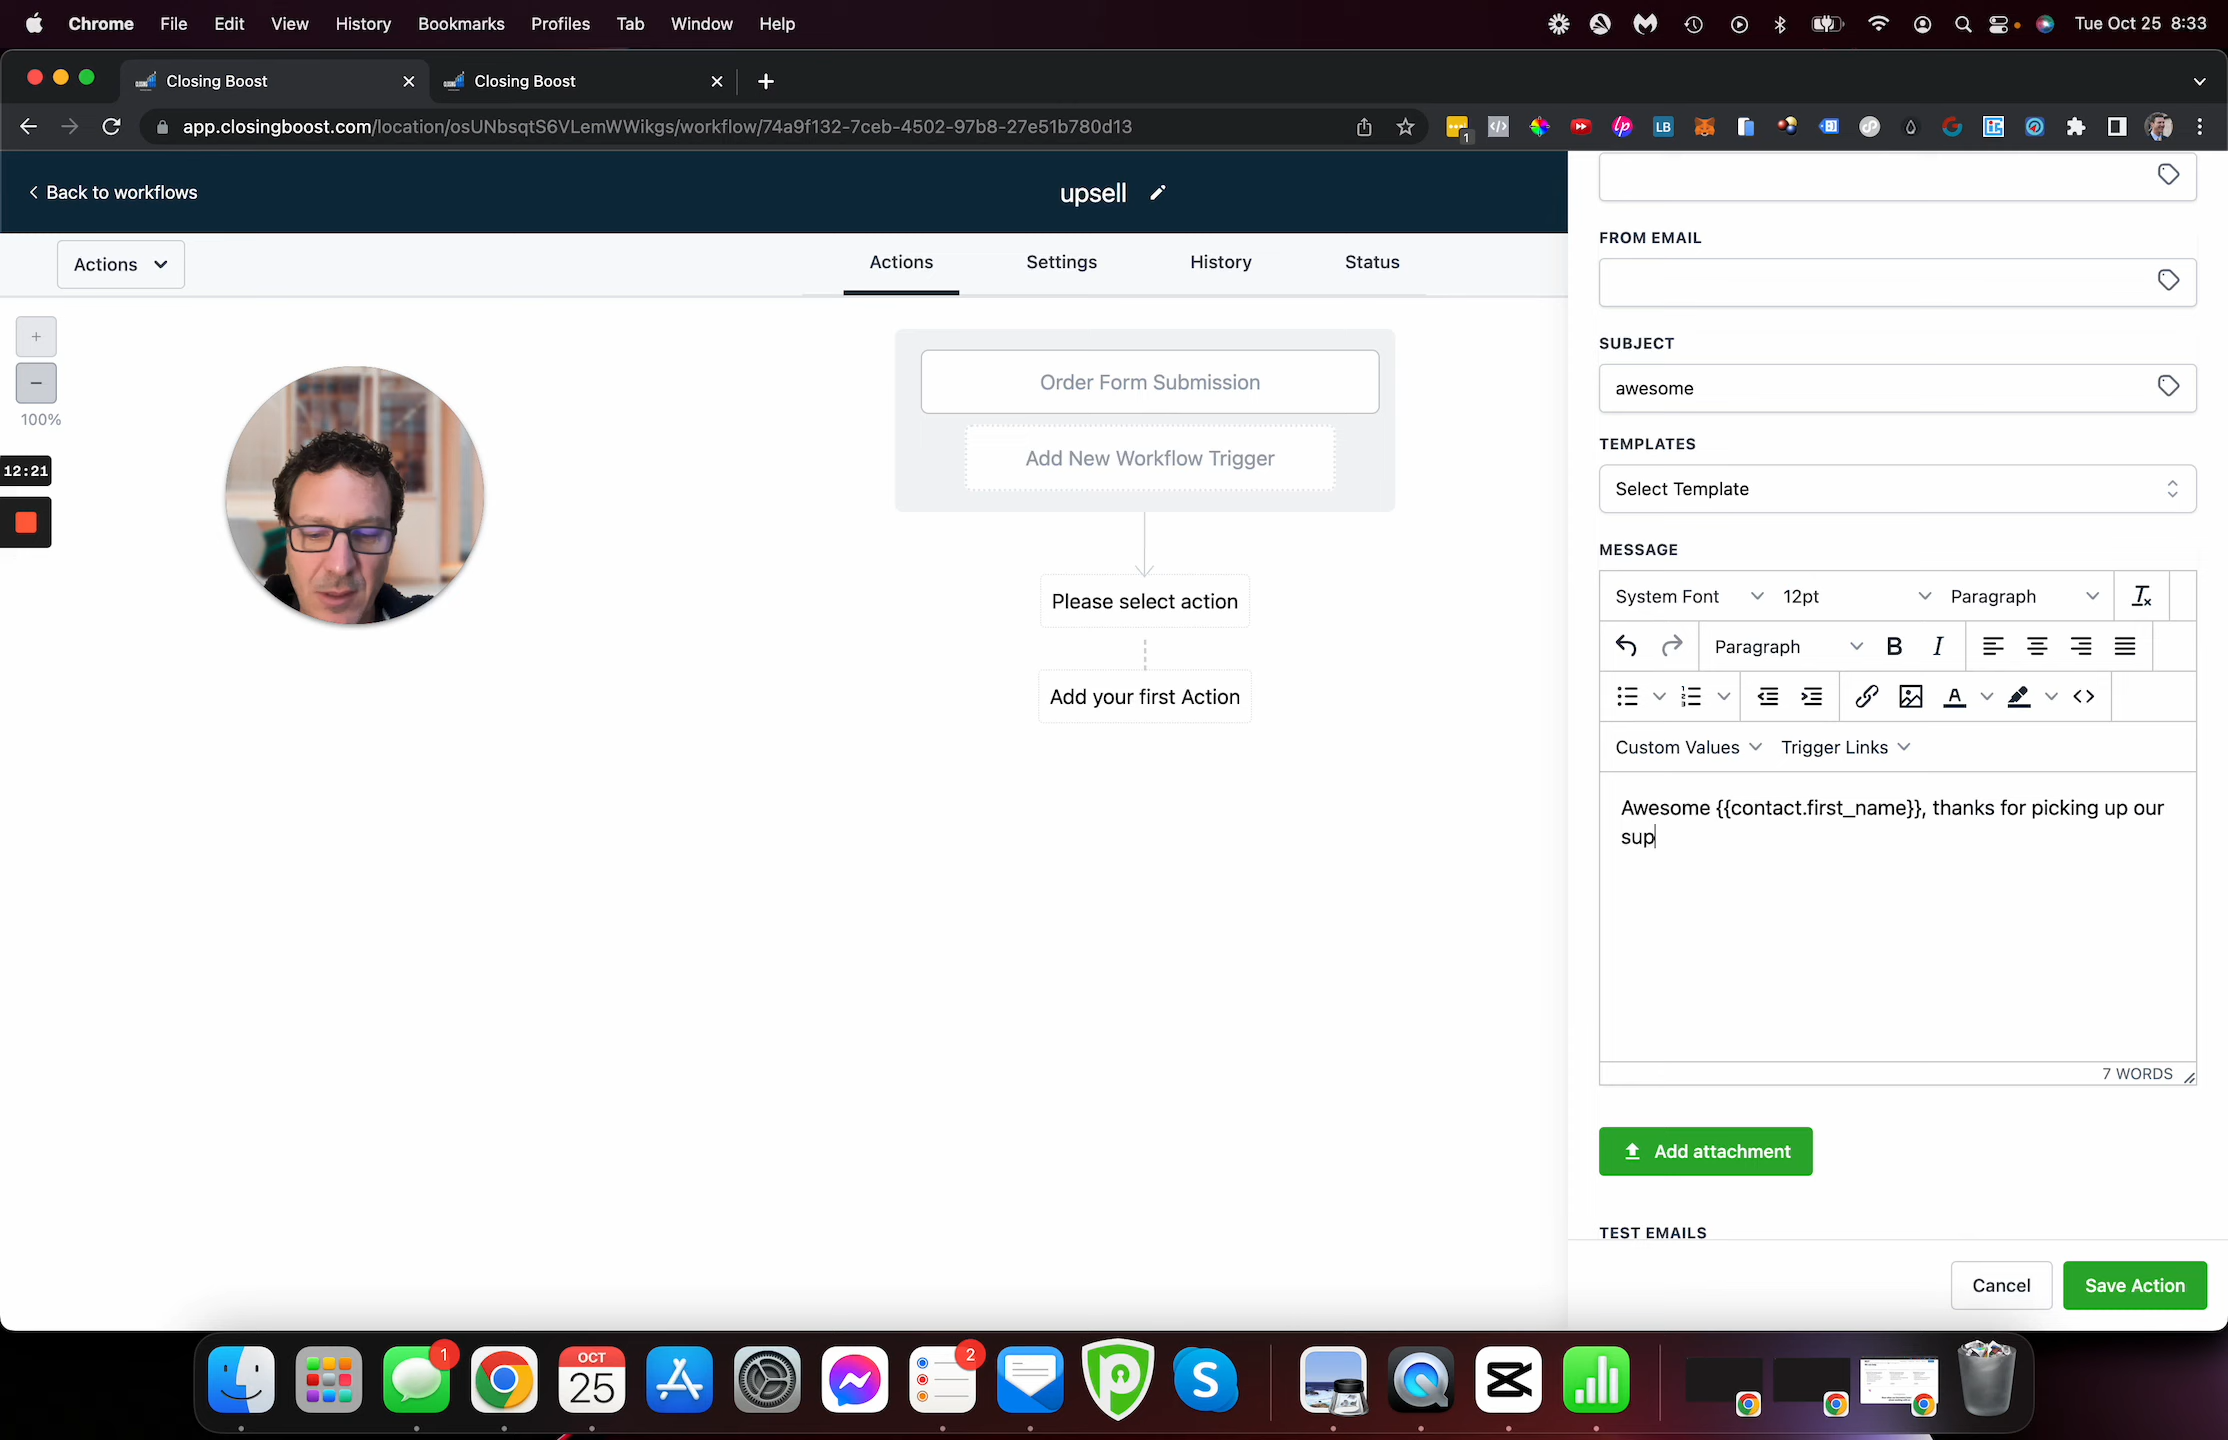 Chrome File Edit View History Bookmarks Profiles Tab Window Help Tue Oct 25 8:33
Closing Boost
Closing Boost
app.closingboost.com/location/osUNbsqtS6VLemWWikgs/workflow/74a9f132-7ceb-4502-97b8-27e51b780d13
1
LB
Back to workflows
upsell
Actions
Actions Settings History Status
+
−
100%
12:21
Order Form Submission
Add New Workflow Trigger
Please select action
Add your first Action
FROM EMAIL
SUBJECT
awesome
TEMPLATES
Select Template
MESSAGE
System Font 12pt Paragraph
Paragraph B I
Custom Values Trigger Links
Awesome {{contact.first_name}}, thanks for picking up our
sup
7 WORDS
Add attachment
TEST EMAILS
Cancel Save Action
1
OCT
25
2
S